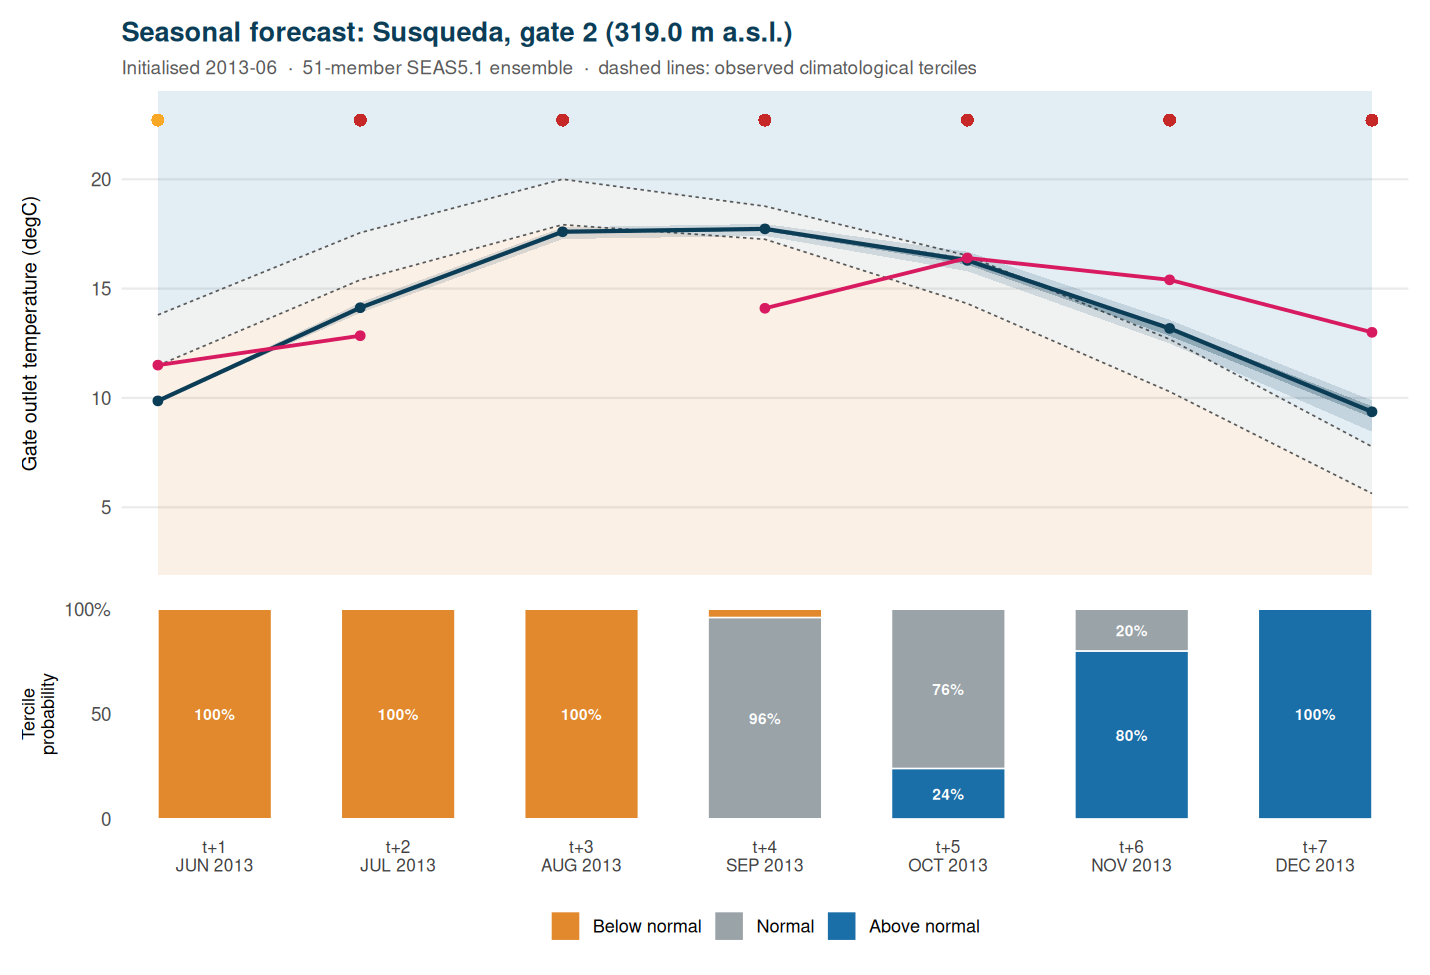 Seasonal forecast: Susqueda, gate 2 (319.0 m a.s.l.)
Initialised 2013-06 · 51-member SEAS5.1 ensemble · dashed lines: observed climatological terciles
Gate outlet temperature (degC)
20
15
10
5
Tercile
probability
100%
50
0
100%
100%
100%
96%
76%
24%
20%
80%
100%
t+1
JUN 2013
t+2
JUL 2013
t+3
AUG 2013
t+4
SEP 2013
t+5
OCT 2013
t+6
NOV 2013
t+7
DEC 2013
Below normal
Normal
Above normal